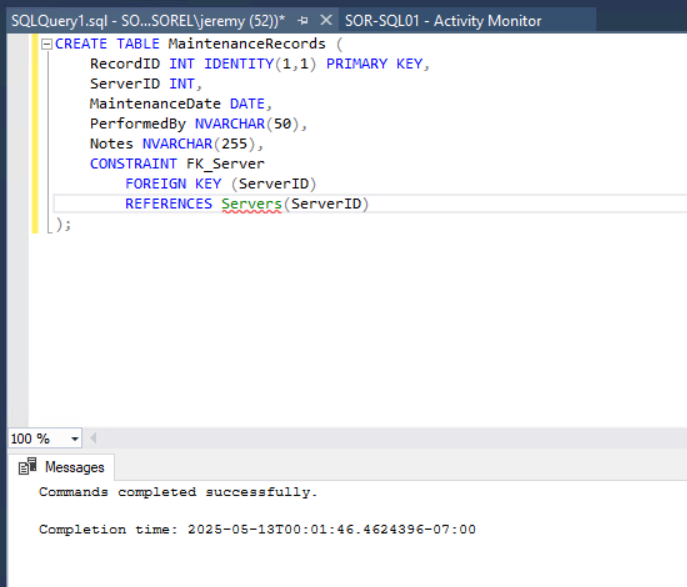 SQLQuery1.sql - SO...SOREL\jeremy (52))* SOR-SQL01 - Activity Monitor
CREATE TABLE MaintenanceRecords (
RecordID INT IDENTITY(1,1) PRIMARY KEY,
ServerID INT,
MaintenanceDate DATE,
PerformedBy NVARCHAR(50),
Notes NVARCHAR(255),
CONSTRAINT FK_Server
FOREIGN KEY (ServerID)
REFERENCES Servers(ServerID)
);
100 %
Messages
Commands completed successfully.
Completion time: 2025-05-13T00:01:46.4624396-07:00